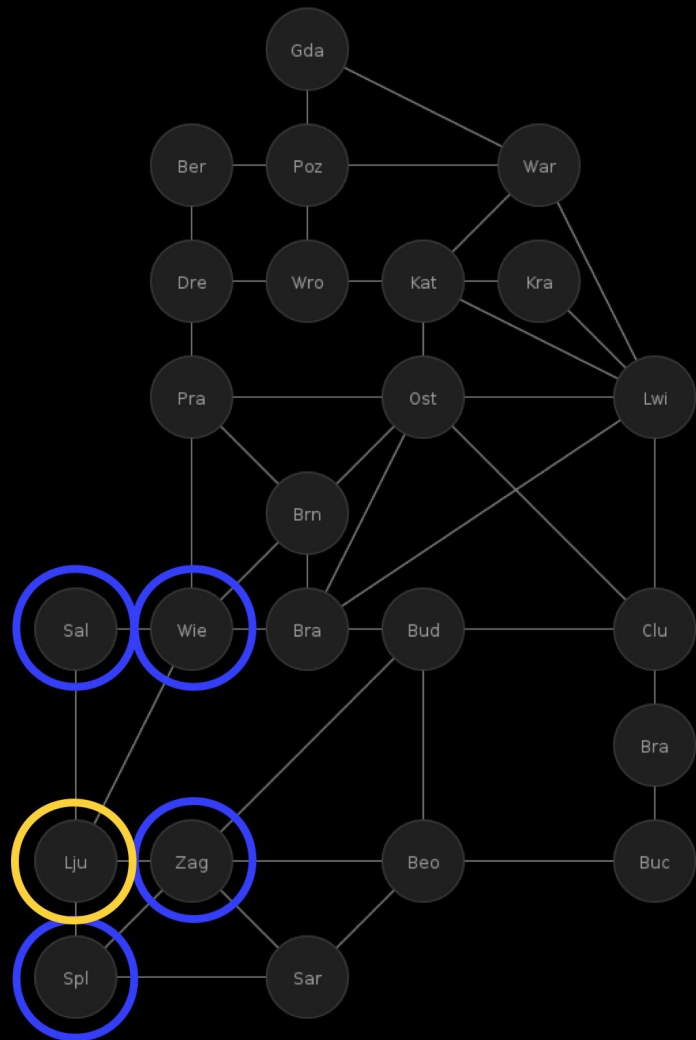 Gda
Ber Poz War
Dre Wro Kat Kra
Pra Ost Lwi
Brn
Sal Wie Bra Bud Clu
Bra
Lju Zag Beo Buc
Spl Sar